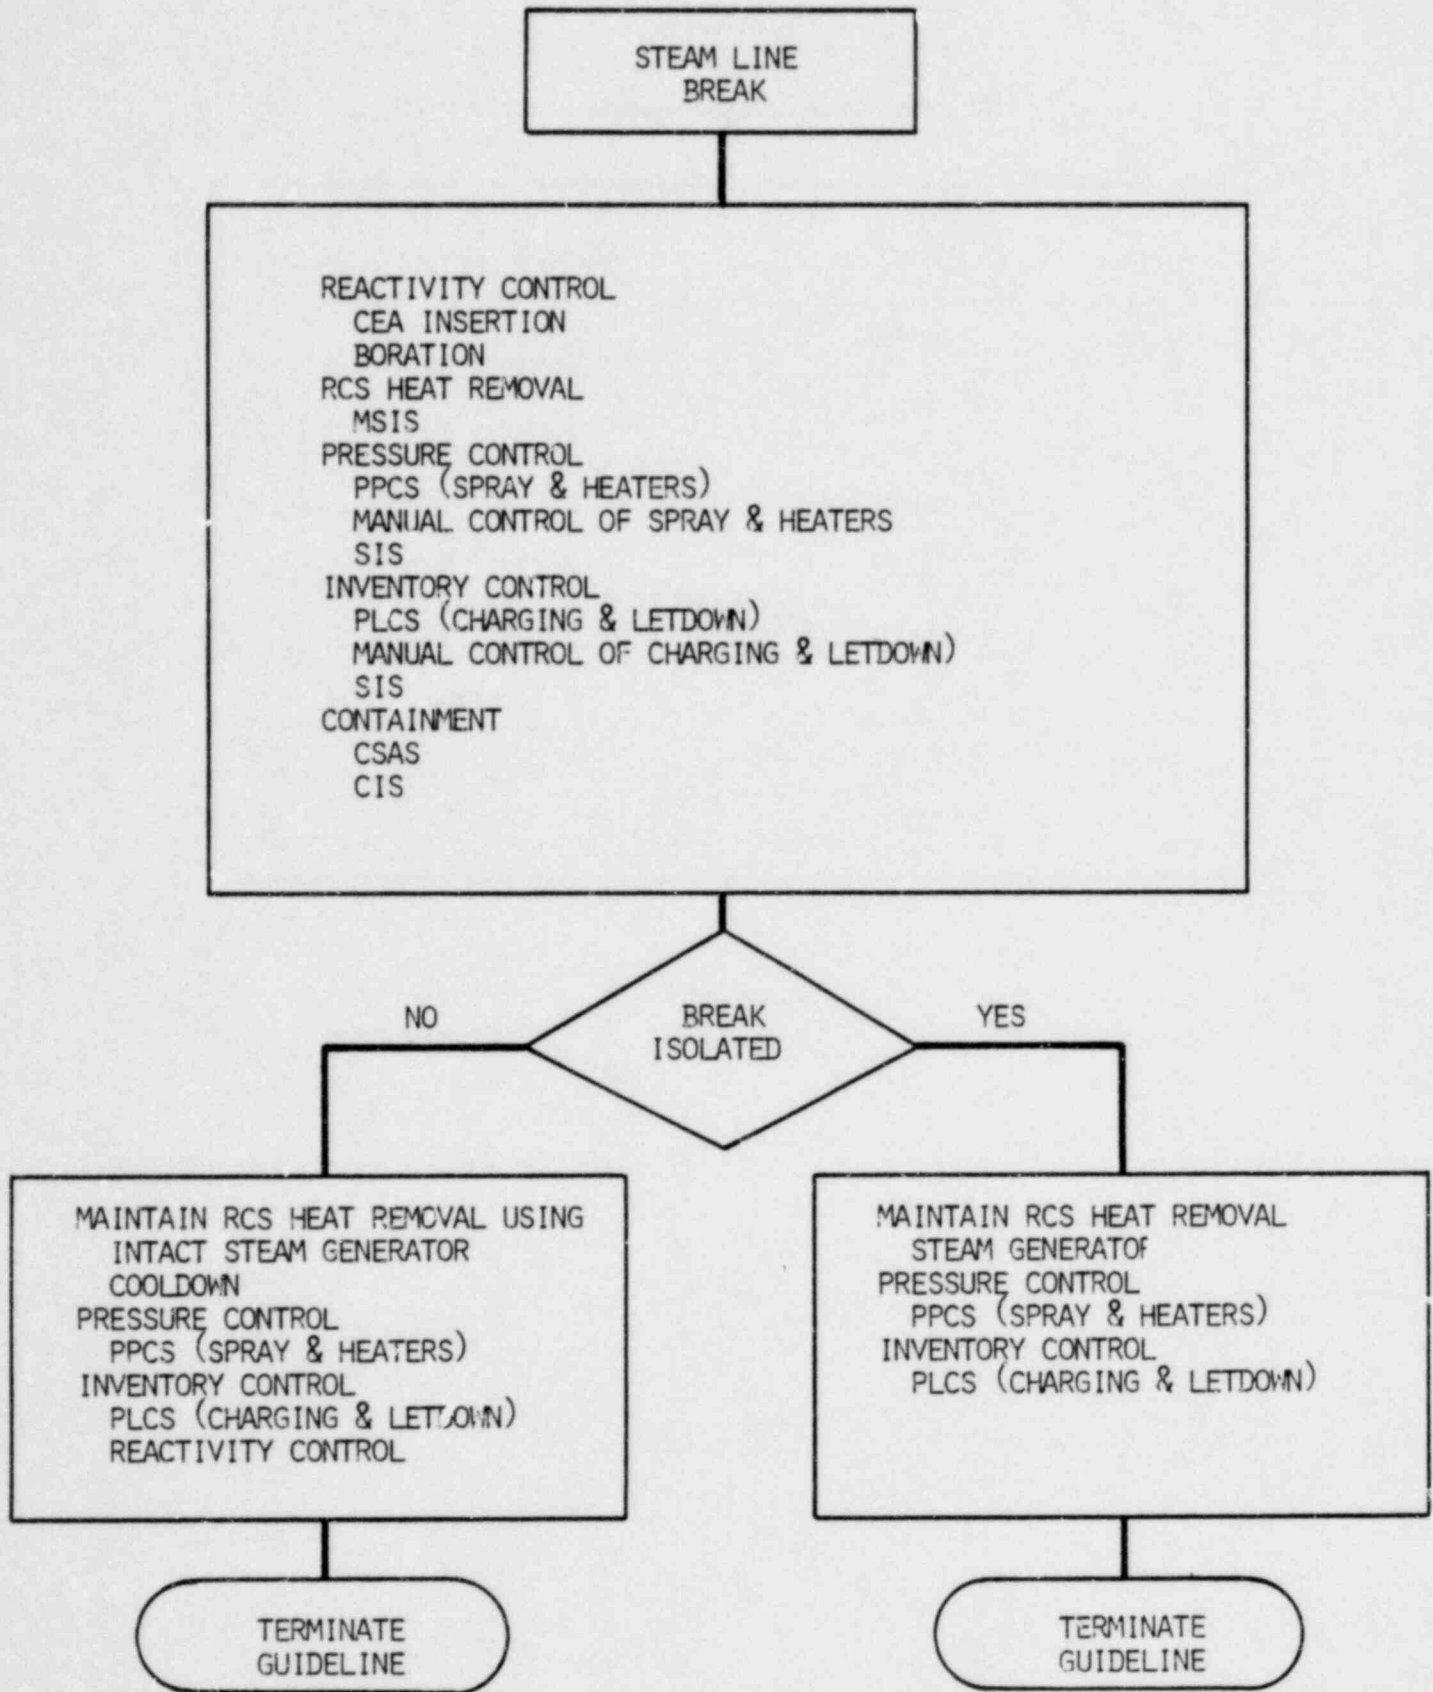 STEAM LINE
BREAK
REACTIVITY CONTROL
CEA INSERTION
BORATION
RCS HEAT REMOVAL
MSIS
PRESSURE CONTROL
PPCS (SPRAY & HEATERS)
MANUAL CONTROL OF SPRAY & HEATERS
SIS
INVENTORY CONTROL
PLCS (CHARGING & LETDOWN)
MANUAL CONTROL OF CHARGING & LETDOWN)
SIS
CONTAINMENT
CSAS
CIS
NO
BREAK
ISOLATED
YES
MAINTAIN RCS HEAT REMOVAL USING
INTACT STEAM GENERATOR
COOLDOWN
PRESSURE CONTROL
PPCS (SPRAY & HEATERS)
INVENTORY CONTROL
PLCS (CHARGING & LETDOWN)
REACTIVITY CONTROL
MAINTAIN RCS HEAT REMOVAL
STEAM GENERATOR
PRESSURE CONTROL
PPCS (SPRAY & HEATERS)
INVENTORY CONTROL
PLCS (CHARGING & LETDOWN)
TERMINATE
GUIDELINE
TERMINATE
GUIDELINE